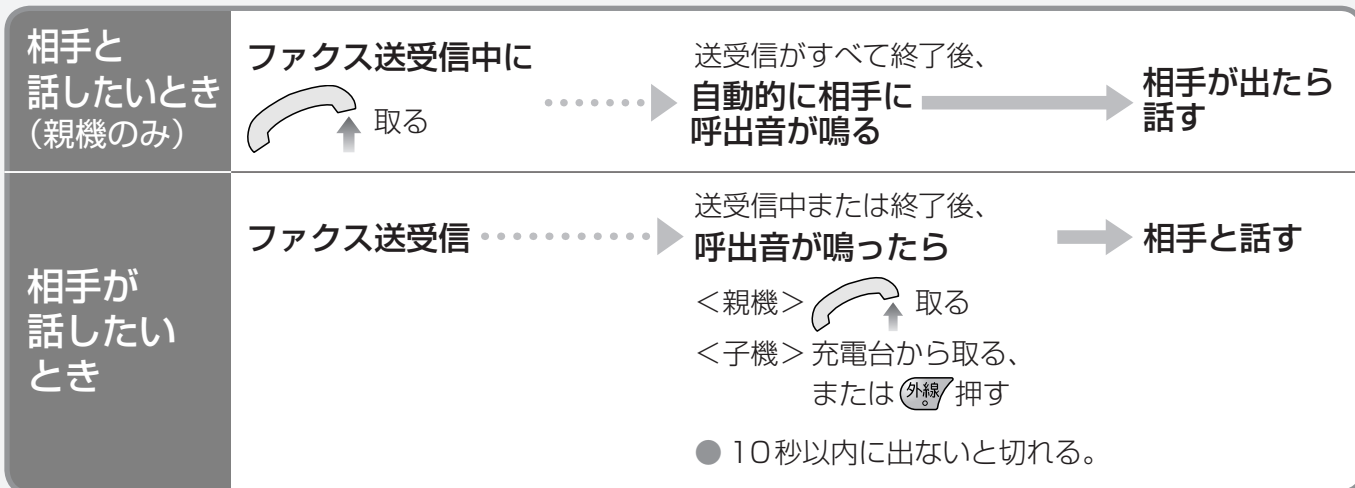 相手と
話したいとき
（親機のみ）
ファクス送受信中に
取る
送受信がすべて終了後、
自動的に相手に
呼出音が鳴る
相手が出たら
話す
相手が
話したい
とき
ファクス送受信
送受信中または終了後、
呼出音が鳴ったら
＜親機＞ 取る
＜子機＞ 充電台から取る、
または 外線 押す
● 10秒以内に出ないと切れる。
相手と話す